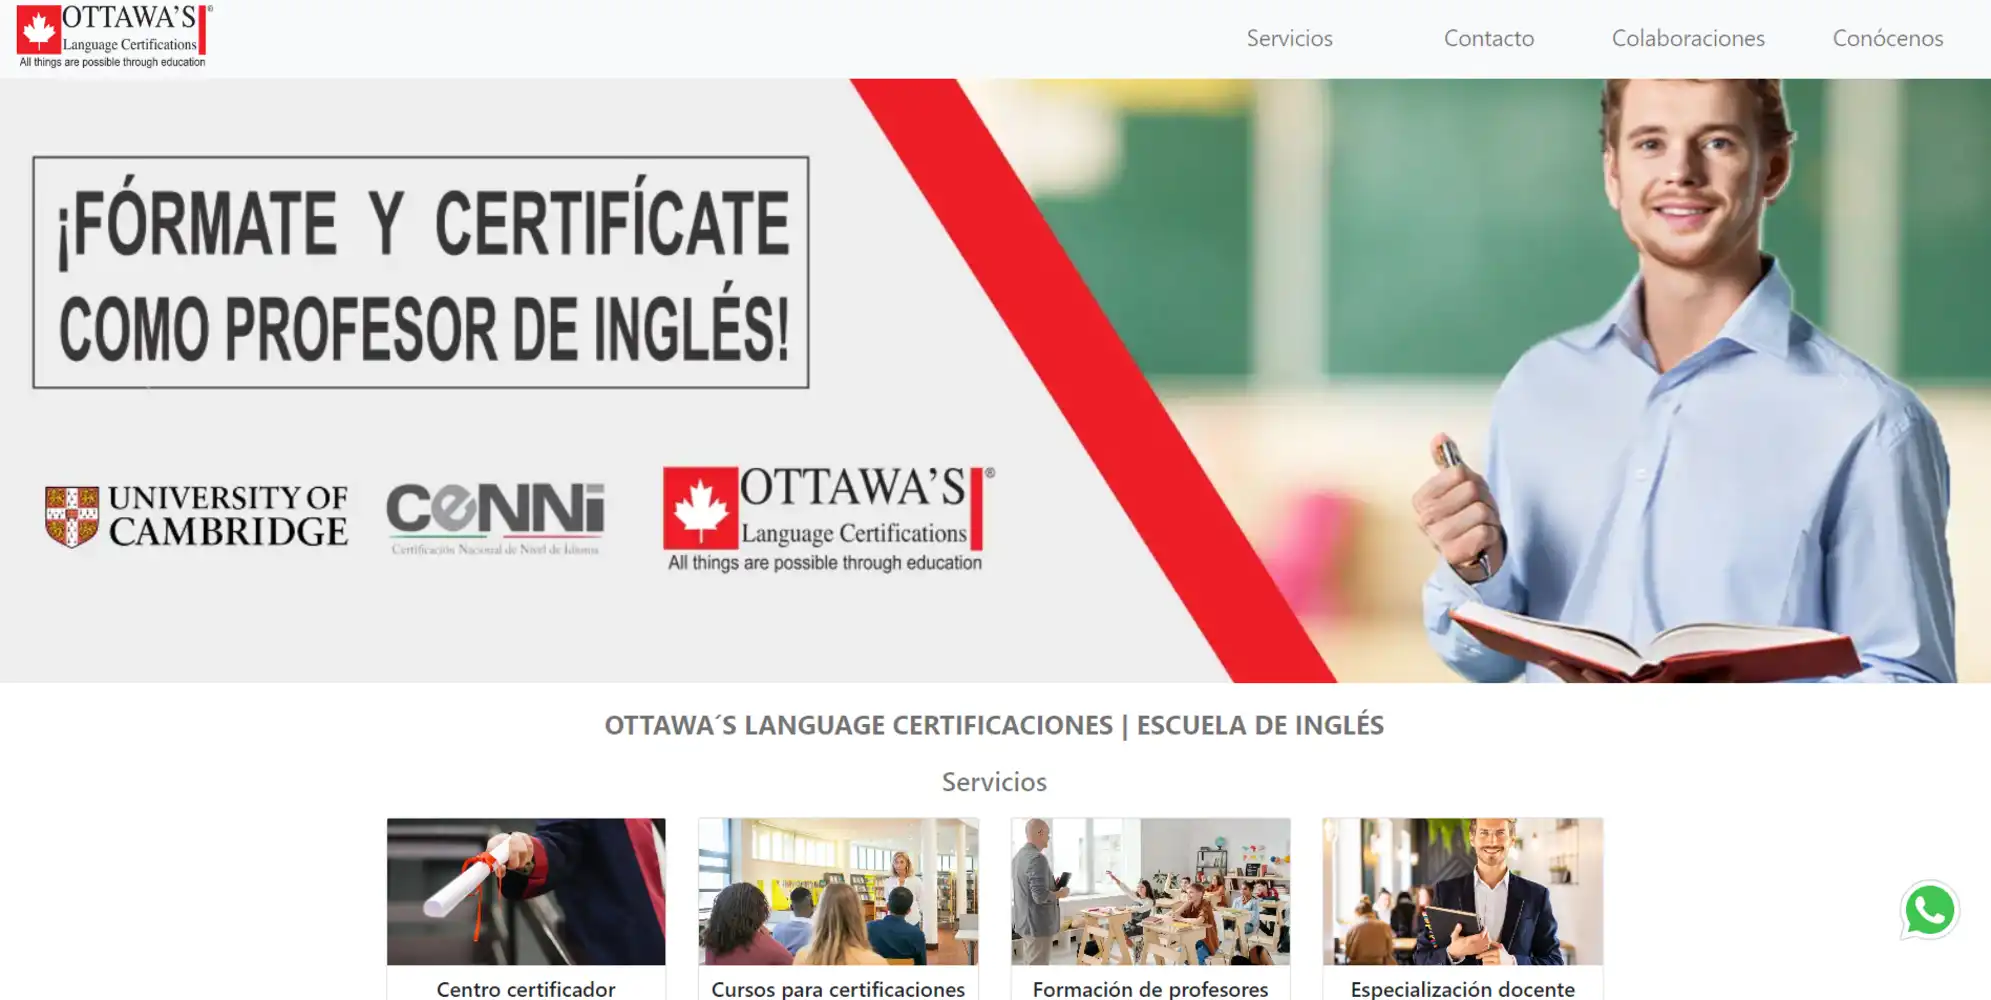 OTTAWA'S®
Language Certifications
All things are possible through education
Servicios
Contacto
Colaboraciones
Conócenos
¡FÓRMATE Y CERTIFÍCATE
COMO PROFESOR DE INGLÉS!
UNIVERSITY OF
CAMBRIDGE
CeNNi
Certificación Nacional de Nivel de Idioma
OTTAWA'S®
Language Certifications
All things are possible through education
OTTAWA´S LANGUAGE CERTIFICACIONES | ESCUELA DE INGLÉS
Servicios
Centro certificador
Cursos para certificaciones
Formación de profesores
Especialización docente